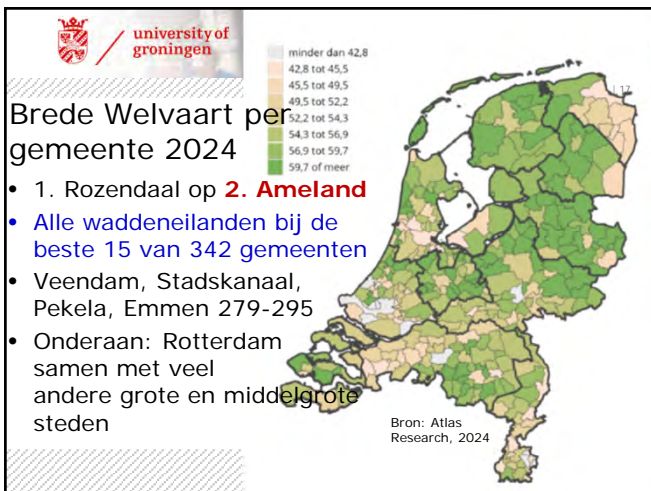 university of
groningen
minder dan 42,8
42,8 tot 45,5
45,5 tot 49,5
49,5 tot 52,2
52,2 tot 54,3
54,3 tot 56,9
56,9 tot 59,7
59,7 of meer
| 17
Brede Welvaart per
gemeente 2024
• 1. Rozendaal op 2. Ameland
• Alle waddeneilanden bij de
beste 15 van 342 gemeenten
• Veendam, Stadskanaal,
Pekela, Emmen 279-295
• Onderaan: Rotterdam
samen met veel
andere grote en middelgrote
steden
Bron: Atlas
Research, 2024